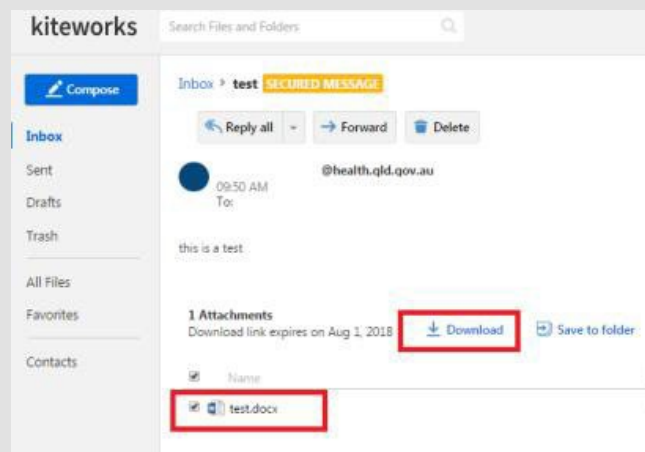 kiteworks
Search Files and Folders
Compose
Inbox > test SECURED MESSAGE
Reply all
Forward
Delete
Inbox
Sent
Drafts
Trash
All Files
Favorites
Contacts
@health.qld.gov.au
09:50 AM
To:
this is a test
1 Attachments
Download link expires on Aug 1, 2018
Download
Save to folder
Name
test.docx